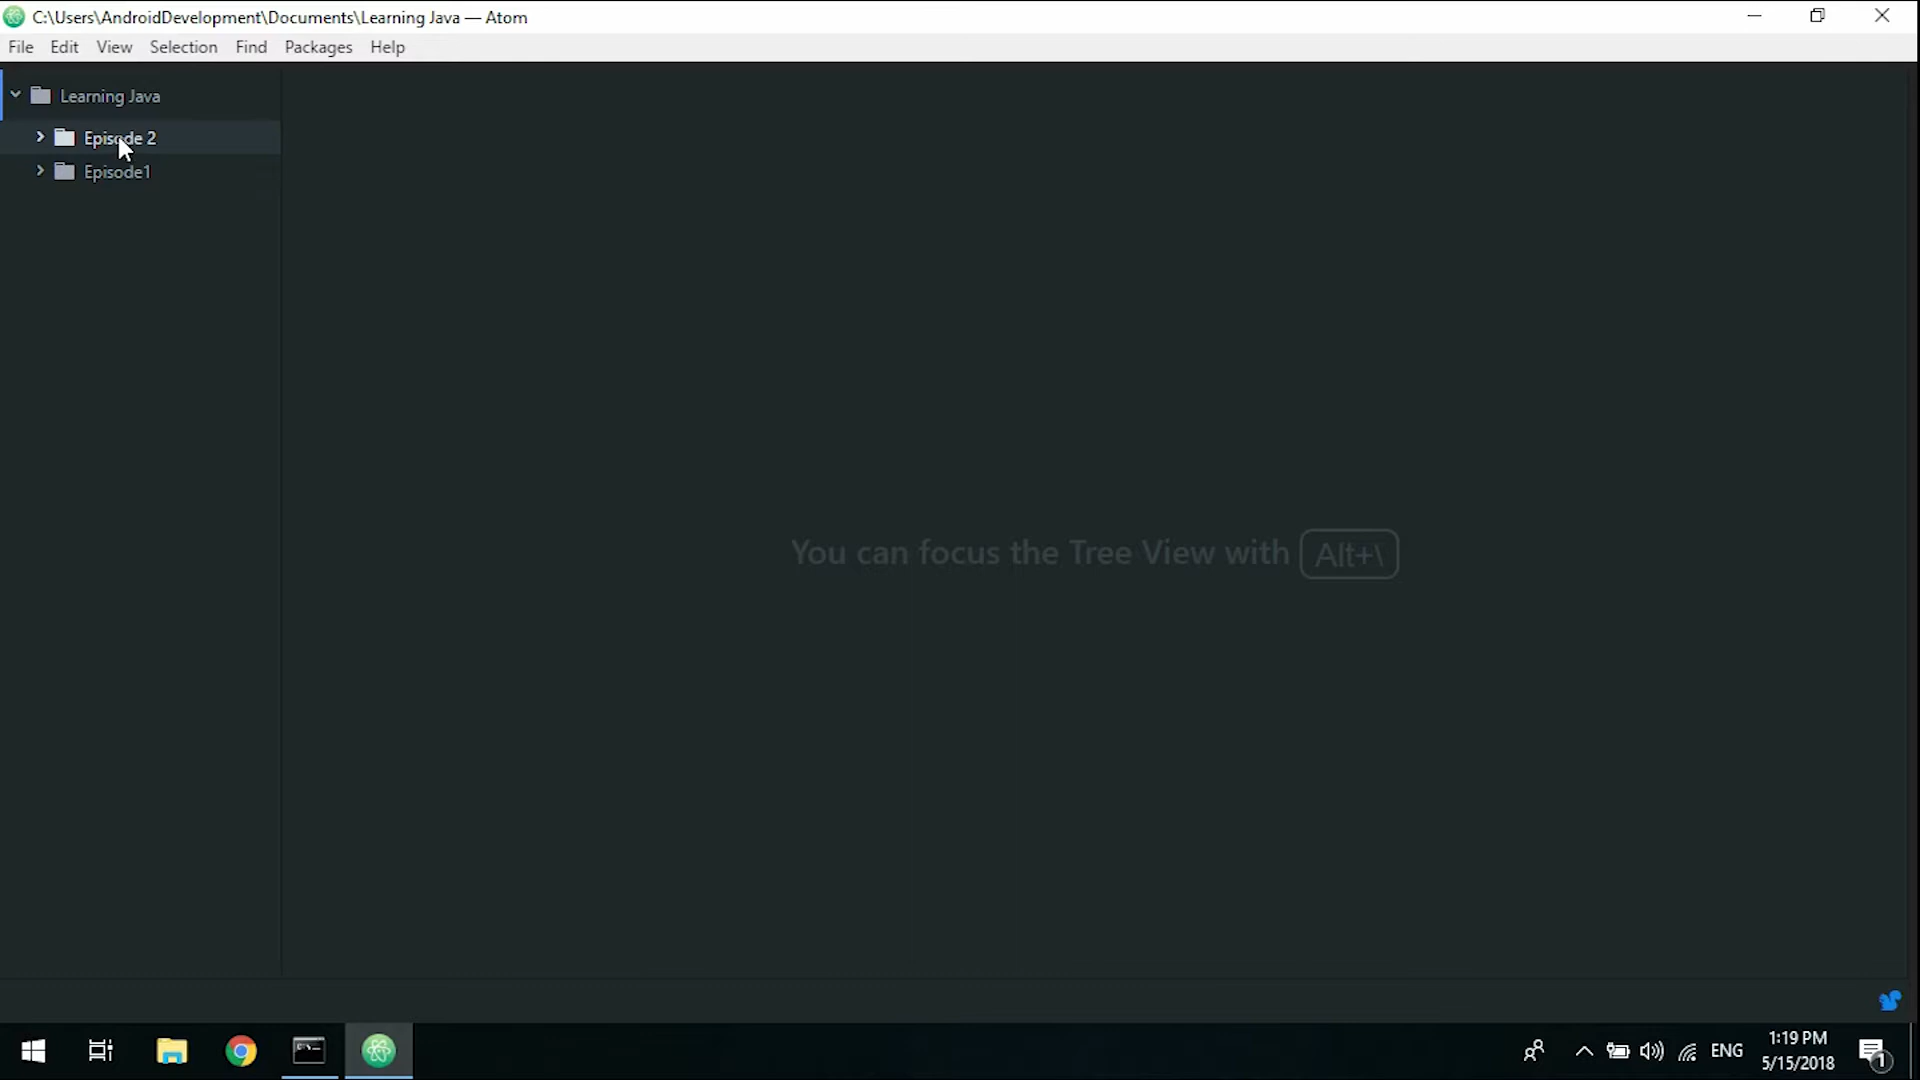 C:\Users\AndroidDevelopment\Documents\Learning Java — Atom
File Edit View Selection Find Packages Help
Learning Java
Episode 2
Episode1
You can focus the Tree View with Alt+\
1:19 PM
ENG
5/15/2018
1